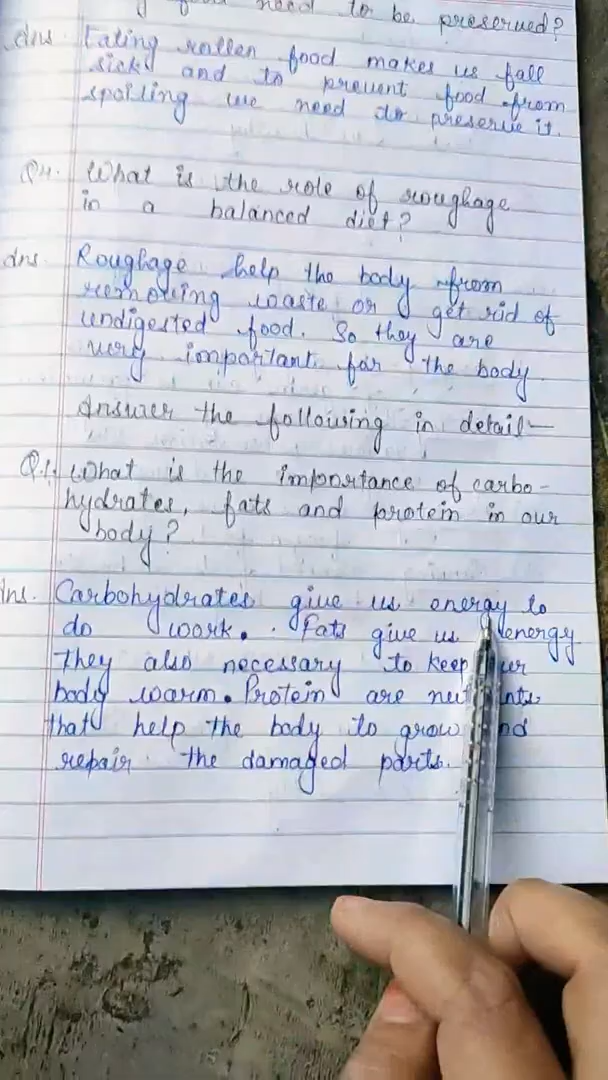 food need to be preserved?
Ans Eating rotten food makes us fall
sick and to prevent food from
spoiling we need to preserve it.
Q4. What is the role of roughage
in a balanced diet?
Ans. Roughage help the body from
removing waste or get rid of
undigested food. So they are
very important for the body
Answer the following in detail—
Q.1. What is the importance of carbo-
hydrates, fats and protein in our
body?
Ans. Carbohydrates give us energy to
do work. Fats give us energy
They also necessary to keep our
body warm. Protein are
that help the body to grow and
repair the damaged parts.